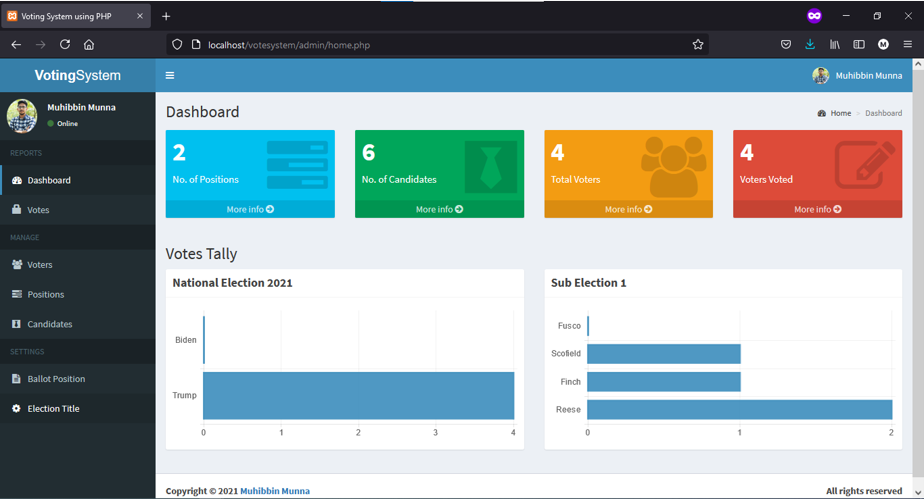 Voting System using PHP
localhost/votesystem/admin/home.php
M
VotingSystem
Muhibbin Munna
Muhibbin Munna
Online
REPORTS
Dashboard
Votes
MANAGE
Voters
Positions
Candidates
SETTINGS
Ballot Position
Election Title
Dashboard
Home > Dashboard
2
No. of Positions
More info
6
No. of Candidates
More info
4
Total Voters
More info
4
Voters Voted
More info
Votes Tally
National Election 2021
Biden
Trump
0 1 2 3 4
Sub Election 1
Fusco
Scofield
Finch
Reese
0 1 2
Copyright © 2021 Muhibbin Munna
All rights reserved